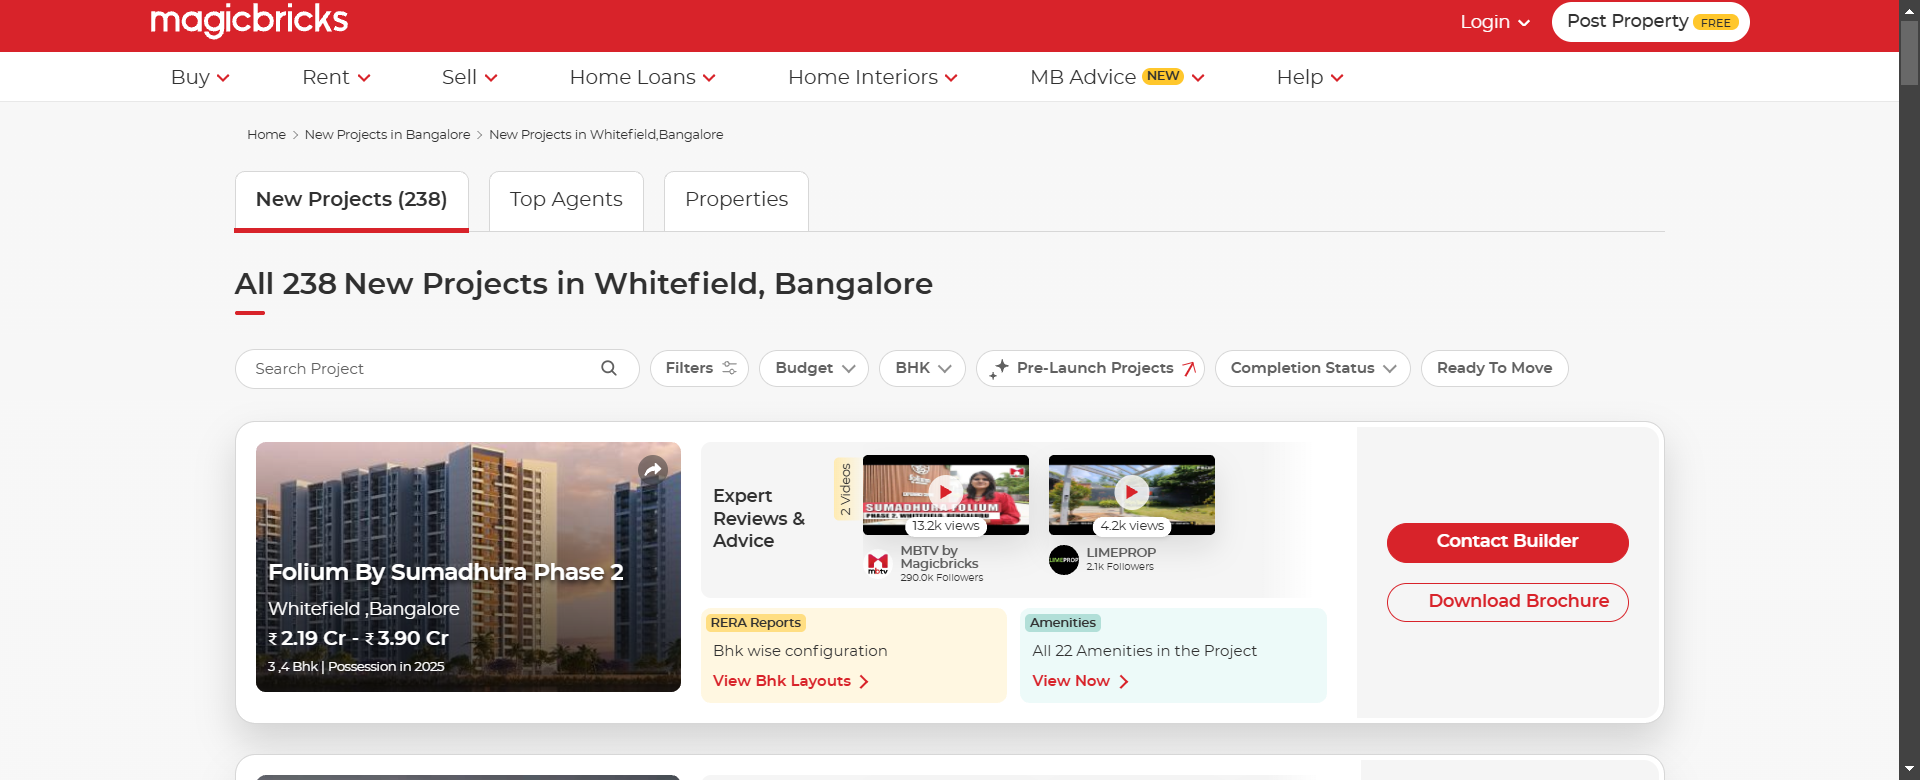 magicbricks
Login
Post Property FREE
Buy
Rent
Sell
Home Loans
Home Interiors
MB Advice NEW
Help
Home > New Projects in Bangalore > New Projects in Whitefield,Bangalore
New Projects (238)
Top Agents
Properties
All 238 New Projects in Whitefield, Bangalore
Search Project
Filters
Budget
BHK
Pre-Launch Projects
Completion Status
Ready To Move
Folium By Sumadhura Phase 2
Whitefield ,Bangalore
₹ 2.19 Cr - ₹ 3.90 Cr
3 ,4 Bhk | Possession in 2025
Expert
Reviews &
Advice
2 Videos
SUMADHURA FOLIUM
PHASE 2, WHITEFIELD, BENGALURU
13.2k views
mbtv
MBTV by
Magicbricks
290.0k Followers
4.2k views
LIMEPROP
LIMEPROP
2.1k Followers
RERA Reports
Bhk wise configuration
View Bhk Layouts
Amenities
All 22 Amenities in the Project
View Now
Contact Builder
Download Brochure